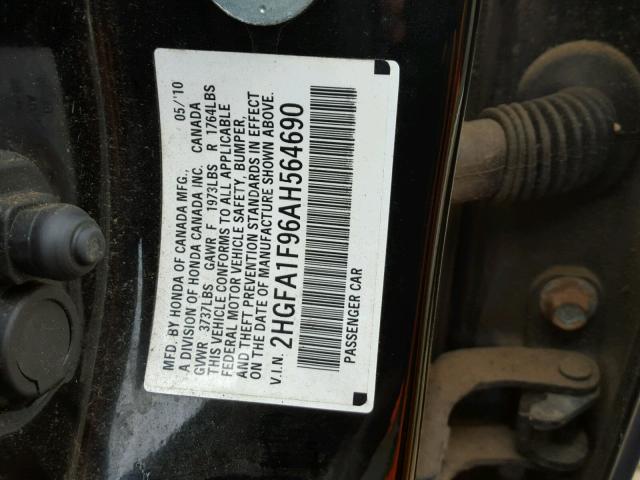 MFD. BY HONDA OF CANADA MFG., 05/'10
A DIVISION OF HONDA CANADA INC. CANADA
GVWR 3737LBS GAWR F 1973LBS R 1764LBS
THIS VEHICLE CONFORMS TO ALL APPLICABLE
FEDERAL MOTOR VEHICLE SAFETY, BUMPER,
AND THEFT PREVENTION STANDARDS IN EFFECT
ON THE DATE OF MANUFACTURE SHOWN ABOVE.
V.I.N. 2HGFA1F96AH564690
PASSENGER CAR